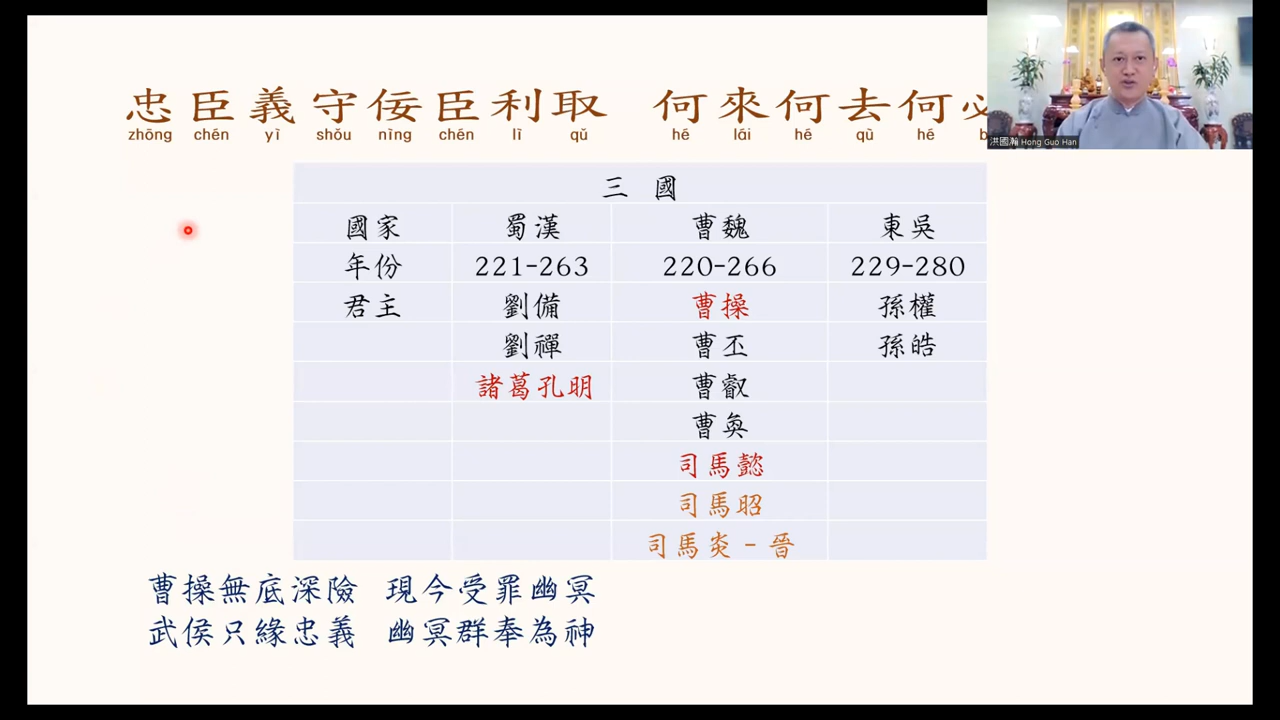 忠臣義守佞臣利取 何來何去何必
zhōng chén yì shǒu nìng chén lì qǔ hé lái hé qù hé b
洪國瀚 Hong Guo Han
三 國
國家 蜀漢 曹魏 東吳
年份 221-263 220-266 229-280
君主 劉備 曹操 孫權
劉禪 曹丕 孫皓
諸葛孔明 曹叡
曹奐
司馬懿
司馬昭
司馬炎 - 晉
曹操無底深險 現今受罪幽冥
武侯只緣忠義 幽冥群奉為神